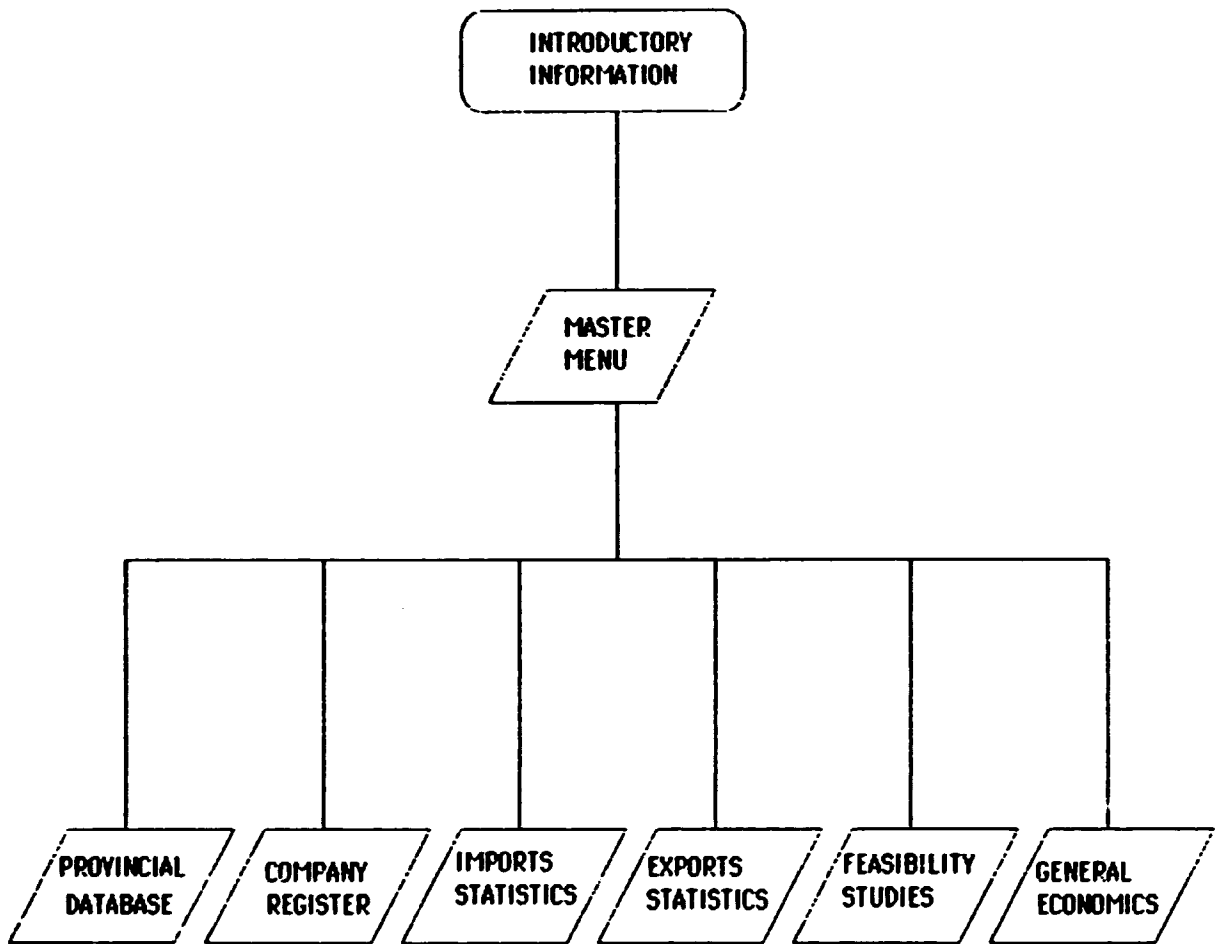 INTRODUCTORY
INFORMATION
MASTER
MENU
PROVINCIAL
DATABASE
COMPANY
REGISTER
IMPORTS
STATISTICS
EXPORTS
STATISTICS
FEASIBILITY
STUDIES
GENERAL
ECONOMICS